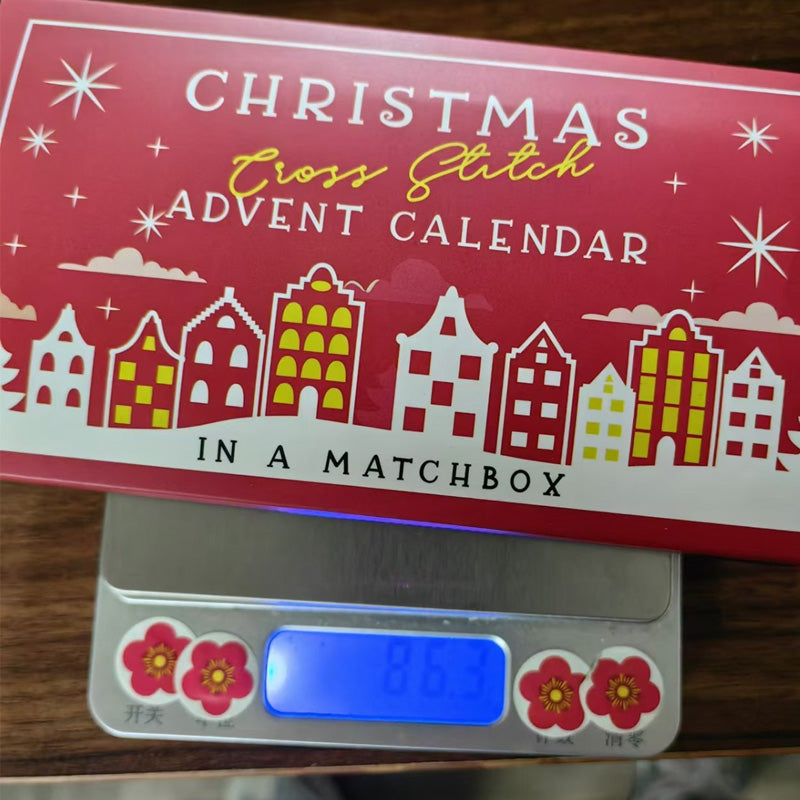 CHRISTMAS
Cross Stitch
ADVENT CALENDAR
IN A MATCHBOX
86.3
开关